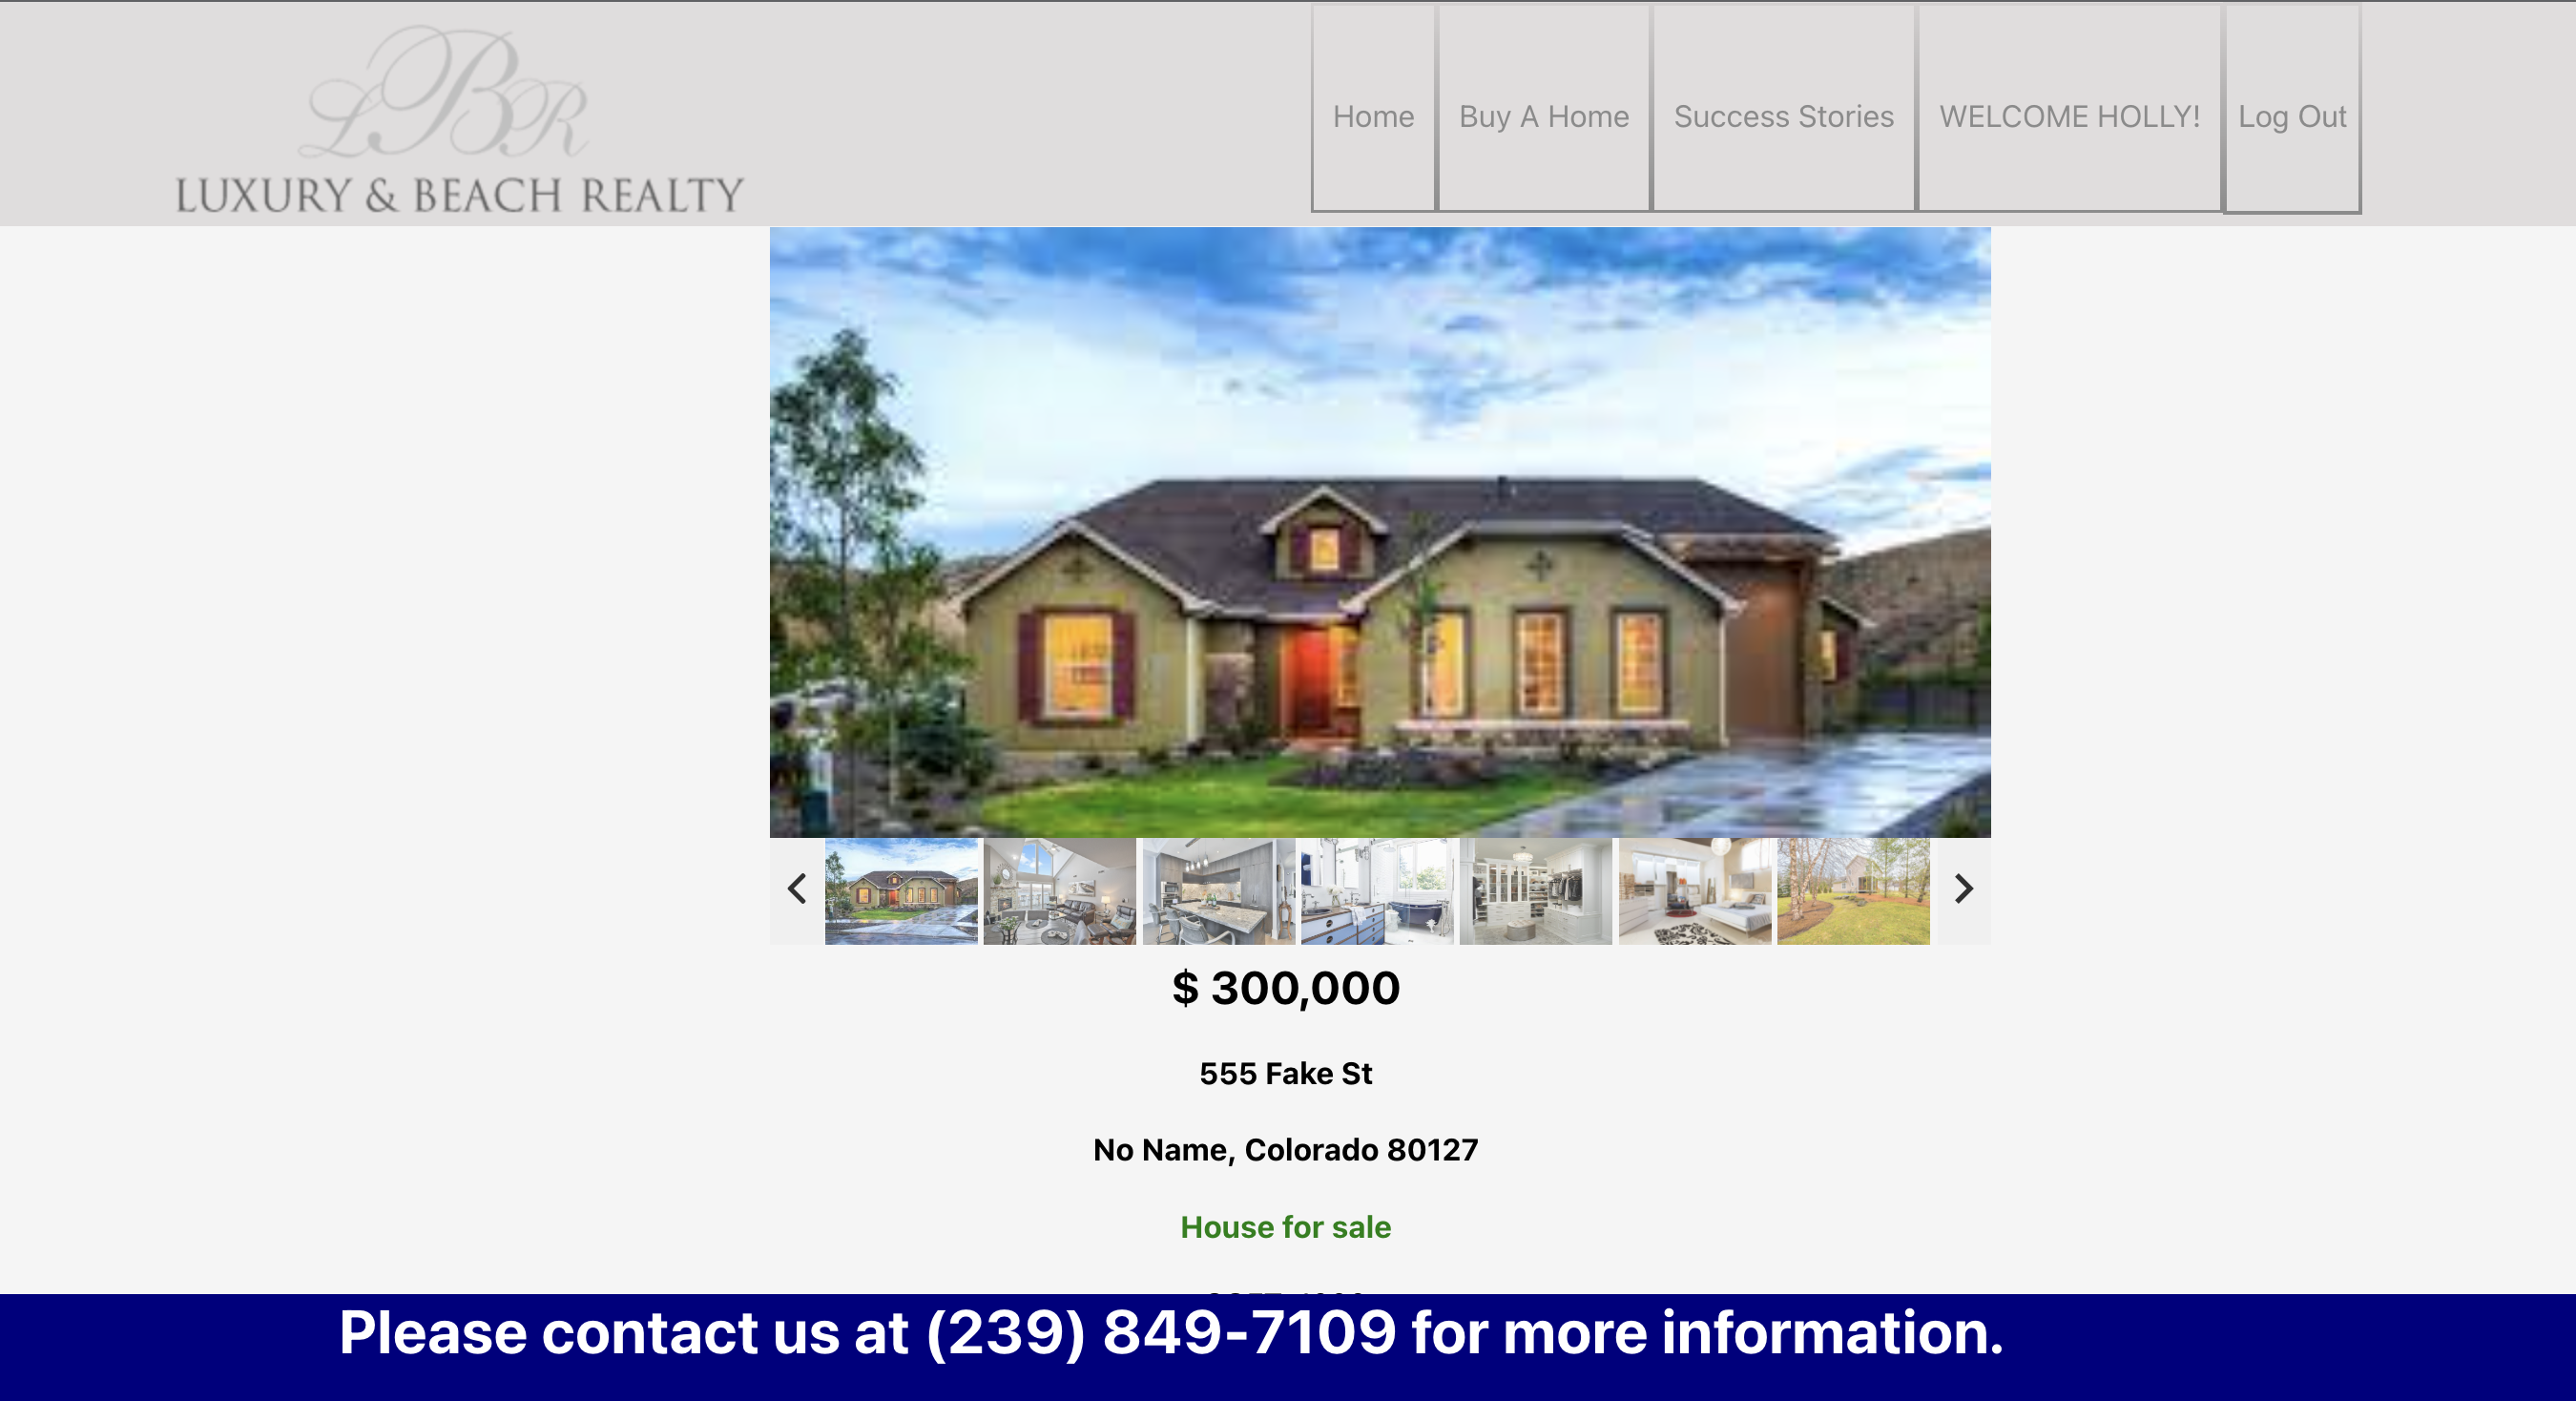 LBR
LUXURY & BEACH REALTY
Home
Buy A Home
Success Stories
WELCOME HOLLY!
Log Out
$ 300,000
555 Fake St
No Name, Colorado 80127
House for sale
Please contact us at (239) 849-7109 for more information.